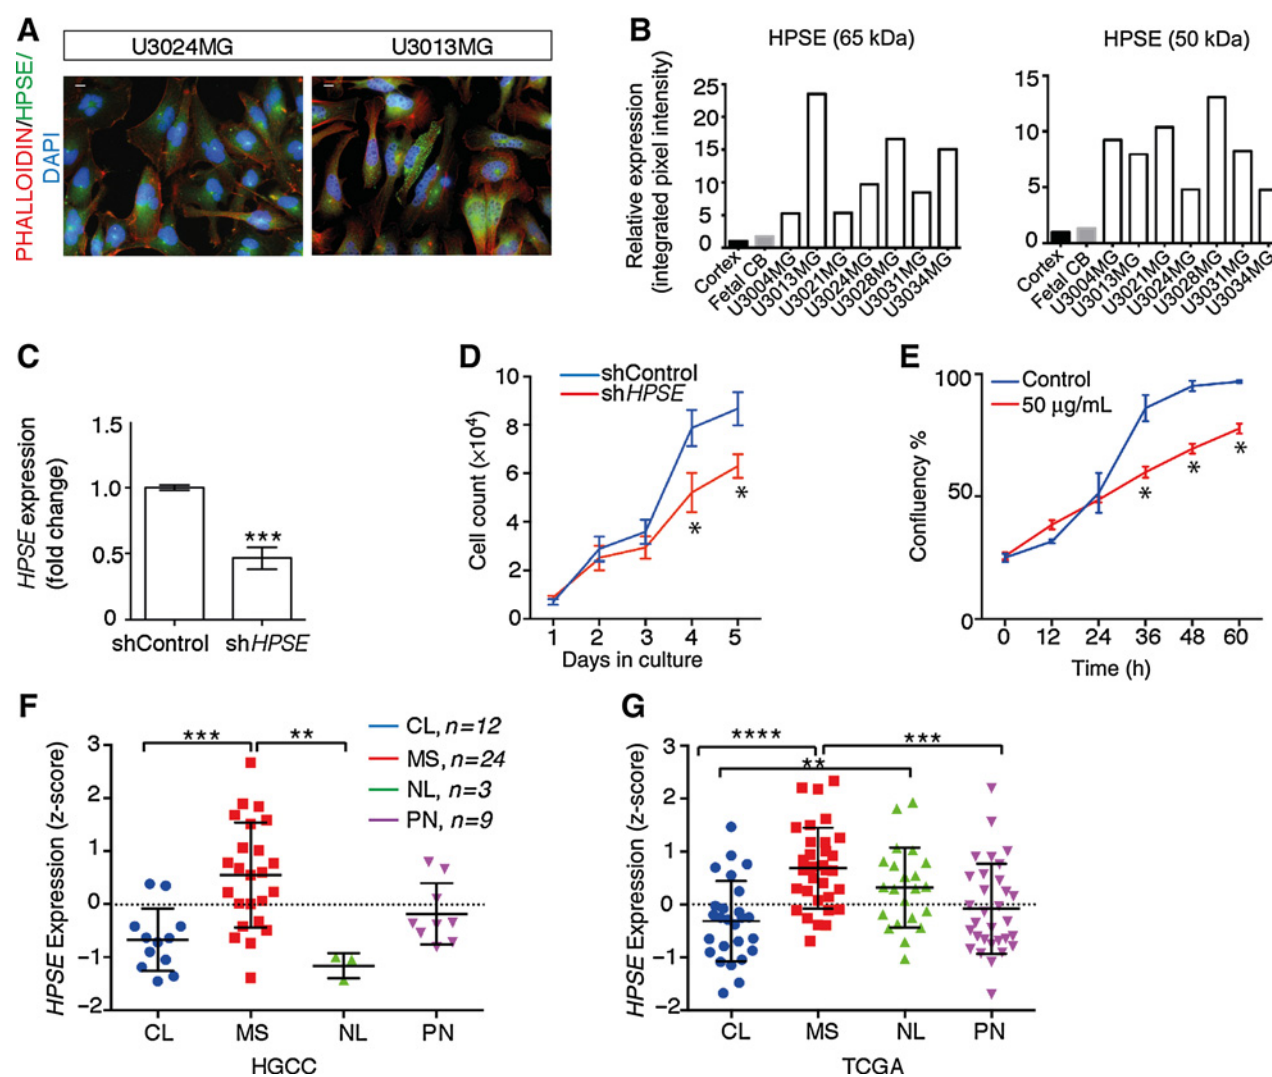 A
U3024MG
U3013MG
PHALLOIDIN/HPSE/
DAPI
B
HPSE (65 kDa)
Relative expression
(integrated pixel intensity)
25
20
15
10
5
0
Cortex
Fetal CB
U3004MG
U3013MG
U3021MG
U3024MG
U3028MG
U3031MG
U3034MG
HPSE (50 kDa)
15
10
5
0
Cortex
Fetal CB
U3004MG
U3013MG
U3021MG
U3024MG
U3028MG
U3031MG
U3034MG
C
HPSE expression
(fold change)
1.5
1.0
0.5
0
***
shControl
shHPSE
D
shControl
shHPSE
Cell count (×10⁴)
10
8
6
4
2
0
*
*
1 2 3 4 5
Days in culture
E
Control
50 μg/mL
Confluency %
100
50
0
*
*
*
0 12 24 36 48 60
Time (h)
F
CL, n=12
MS, n=24
NL, n=3
PN, n=9
HPSE Expression (z-score)
3
2
1
0
−1
−2
***
**
CL MS NL PN
HGCC
G
HPSE Expression (z-score)
3
2
1
0
−1
−2
****
***
**
CL MS NL PN
TCGA